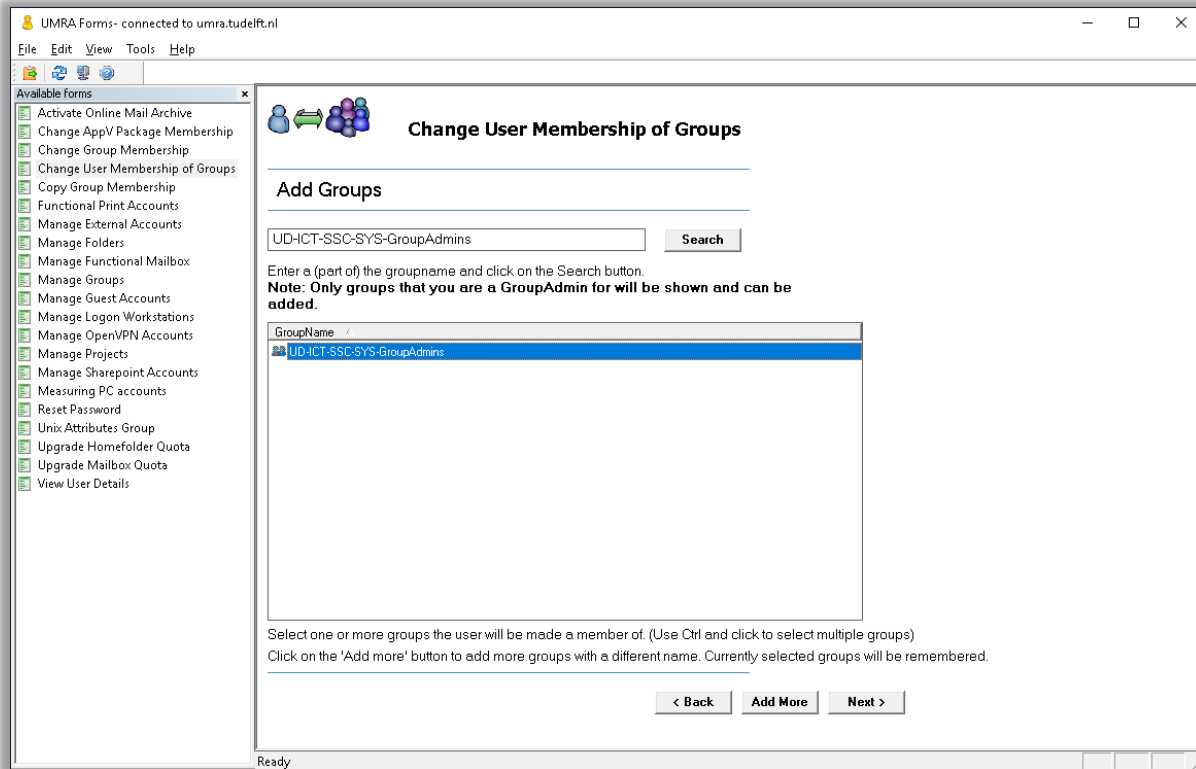 UMRA Forms- connected to umra.tudelft.nl
File Edit View Tools Help
Available forms
Activate Online Mail Archive
Change AppV Package Membership
Change Group Membership
Change User Membership of Groups
Copy Group Membership
Functional Print Accounts
Manage External Accounts
Manage Folders
Manage Functional Mailbox
Manage Groups
Manage Guest Accounts
Manage Logon Workstations
Manage OpenVPN Accounts
Manage Projects
Manage Sharepoint Accounts
Measuring PC accounts
Reset Password
Unix Attributes Group
Upgrade Homefolder Quota
Upgrade Mailbox Quota
View User Details
Change User Membership of Groups
Add Groups
UD-ICT-SSC-SYS-GroupAdmins
Search
Enter a (part of) the groupname and click on the Search button.
Note: Only groups that you are a GroupAdmin for will be shown and can be
added.
GroupName
UD-ICT-SSC-SYS-GroupAdmins
Select one or more groups the user will be made a member of. (Use Ctrl and click to select multiple groups)
Click on the 'Add more' button to add more groups with a different name. Currently selected groups will be remembered.
< Back Add More Next >
Ready